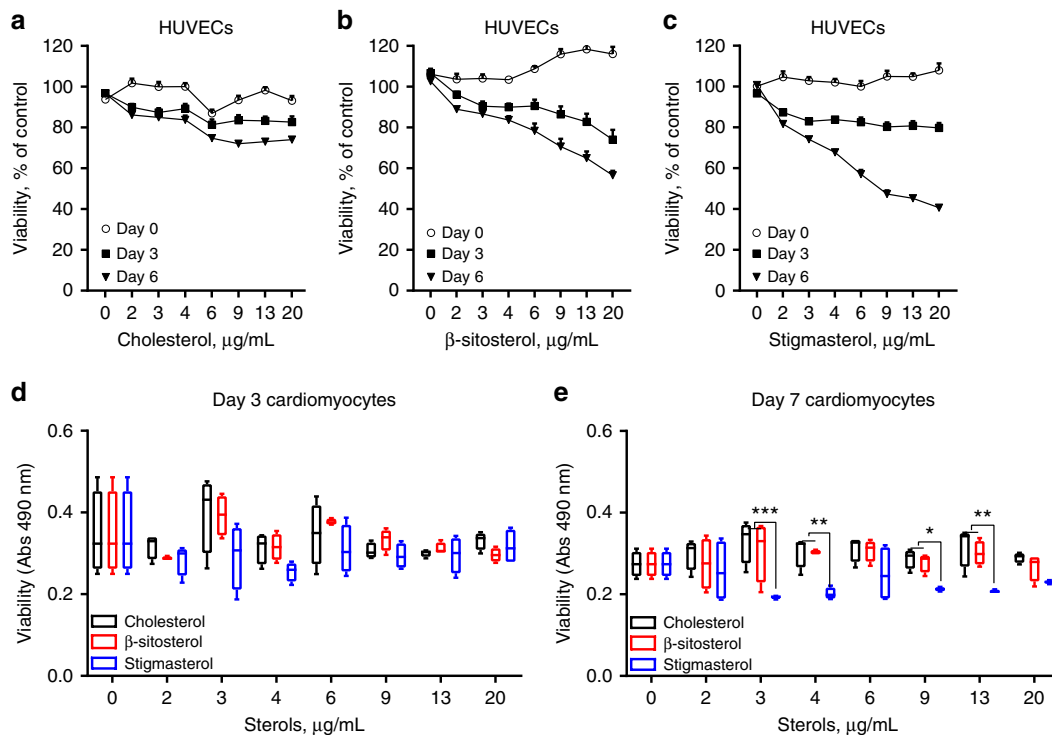 a
HUVECs
Viability, % of control
120
100
80
60
40
20
0
Day 0
Day 3
Day 6
0 2 3 4 6 9 13 20
Cholesterol, μg/mL
b
HUVECs
Viability, % of control
120
100
80
60
40
20
0
Day 0
Day 3
Day 6
0 2 3 4 6 9 13 20
β-sitosterol, μg/mL
c
HUVECs
Viability, % of control
120
100
80
60
40
20
0
Day 0
Day 3
Day 6
0 2 3 4 6 9 13 20
Stigmasterol, μg/mL
d
Day 3 cardiomyocytes
Viability (Abs 490 nm)
0.6
0.4
0.2
0.0
Cholesterol
β-sitosterol
Stigmasterol
0 2 3 4 6 9 13 20
Sterols, μg/mL
e
Day 7 cardiomyocytes
Viability (Abs 490 nm)
0.6
0.4
0.2
0.0
*** ** * **
Cholesterol
β-sitosterol
Stigmasterol
0 2 3 4 6 9 13 20
Sterols, μg/mL